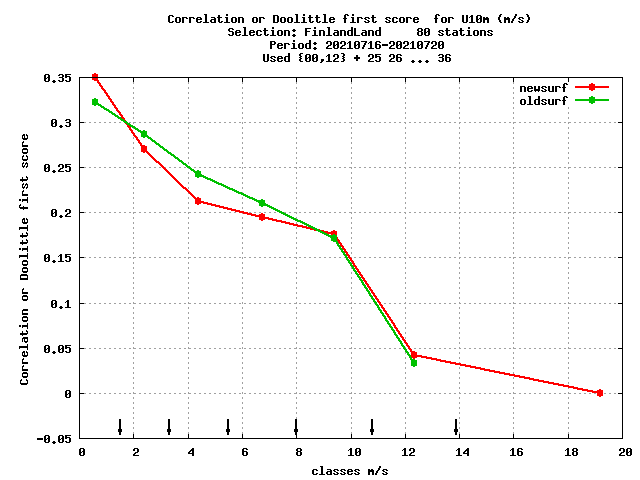 Correlation or Doolittle first score  for U10m (m/s)
Selection: FinlandLand     80 stations
Period: 20210716-20210720
Used {00,12} + 25 26 ... 36
newsurf
oldsurf
Correlation or Doolittle first score
0.35
0.3
0.25
0.2
0.15
0.1
0.05
0
-0.05
0 2 4 6 8 10 12 14 16 18 20
classes m/s